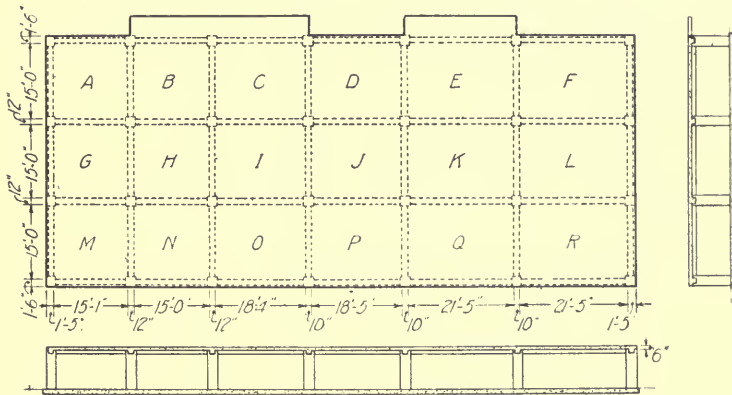 1'-6"
A B C D E F
15'-0"
12"
G H I J K L
15'-0"
12"
M N O P Q R
15'-0"
1'-6"
15'-1" 15'-0" 18'-4" 18'-5" 21'-5" 21'-5"
1'-5" 12" 12" 10" 10" 10" 1'-5"
6"